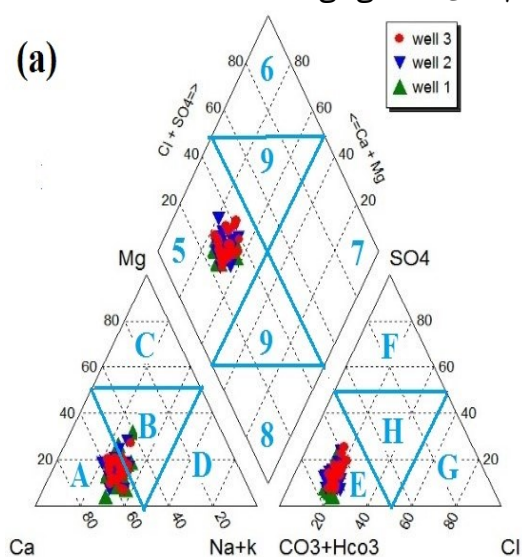 (a)
well 3
well 2
well 1
80 80
6
60 60
Cl + SO4=>
<=Ca + Mg
40 40
9
20 20
5 7
Mg SO4
9
80 80
C F
60 60
8
40 40
B H
20 20
A D E G
80 60 40 20
20 40 60 80
Ca Na+k CO3+Hco3 Cl